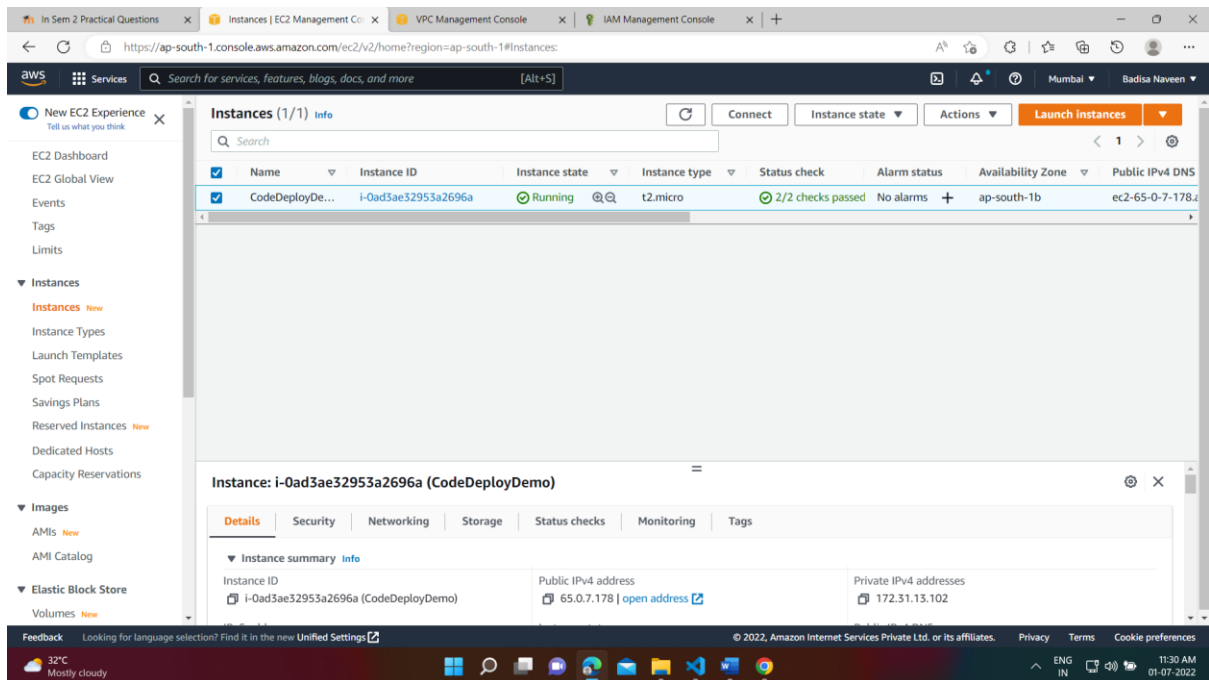 In Sem 2 Practical Questions
Instances | EC2 Management Co
VPC Management Console
IAM Management Console
https://ap-south-1.console.aws.amazon.com/ec2/v2/home?region=ap-south-1#Instances:
aws Services Search for services, features, blogs, docs, and more [Alt+S] Mumbai Badisa Naveen
New EC2 Experience
Tell us what you think
EC2 Dashboard
EC2 Global View
Events
Tags
Limits
Instances
Instances New
Instance Types
Launch Templates
Spot Requests
Savings Plans
Reserved Instances New
Dedicated Hosts
Capacity Reservations
Images
AMIs New
AMI Catalog
Elastic Block Store
Volumes New
Instances (1/1) Info
Connect Instance state Actions Launch instances
Search
1
Name Instance ID Instance state Instance type Status check Alarm status Availability Zone Public IPv4 DNS
CodeDeployDe... i-0ad3ae32953a2696a Running t2.micro 2/2 checks passed No alarms + ap-south-1b ec2-65-0-7-178.a
Instance: i-0ad3ae32953a2696a (CodeDeployDemo)
Details Security Networking Storage Status checks Monitoring Tags
Instance summary Info
Instance ID Public IPv4 address Private IPv4 addresses
i-0ad3ae32953a2696a (CodeDeployDemo) 65.0.7.178 | open address 172.31.13.102
Feedback Looking for language selection? Find it in the new Unified Settings © 2022, Amazon Internet Services Private Ltd. or its affiliates. Privacy Terms Cookie preferences
32°C
Mostly cloudy
ENG
IN
11:30 AM
01-07-2022